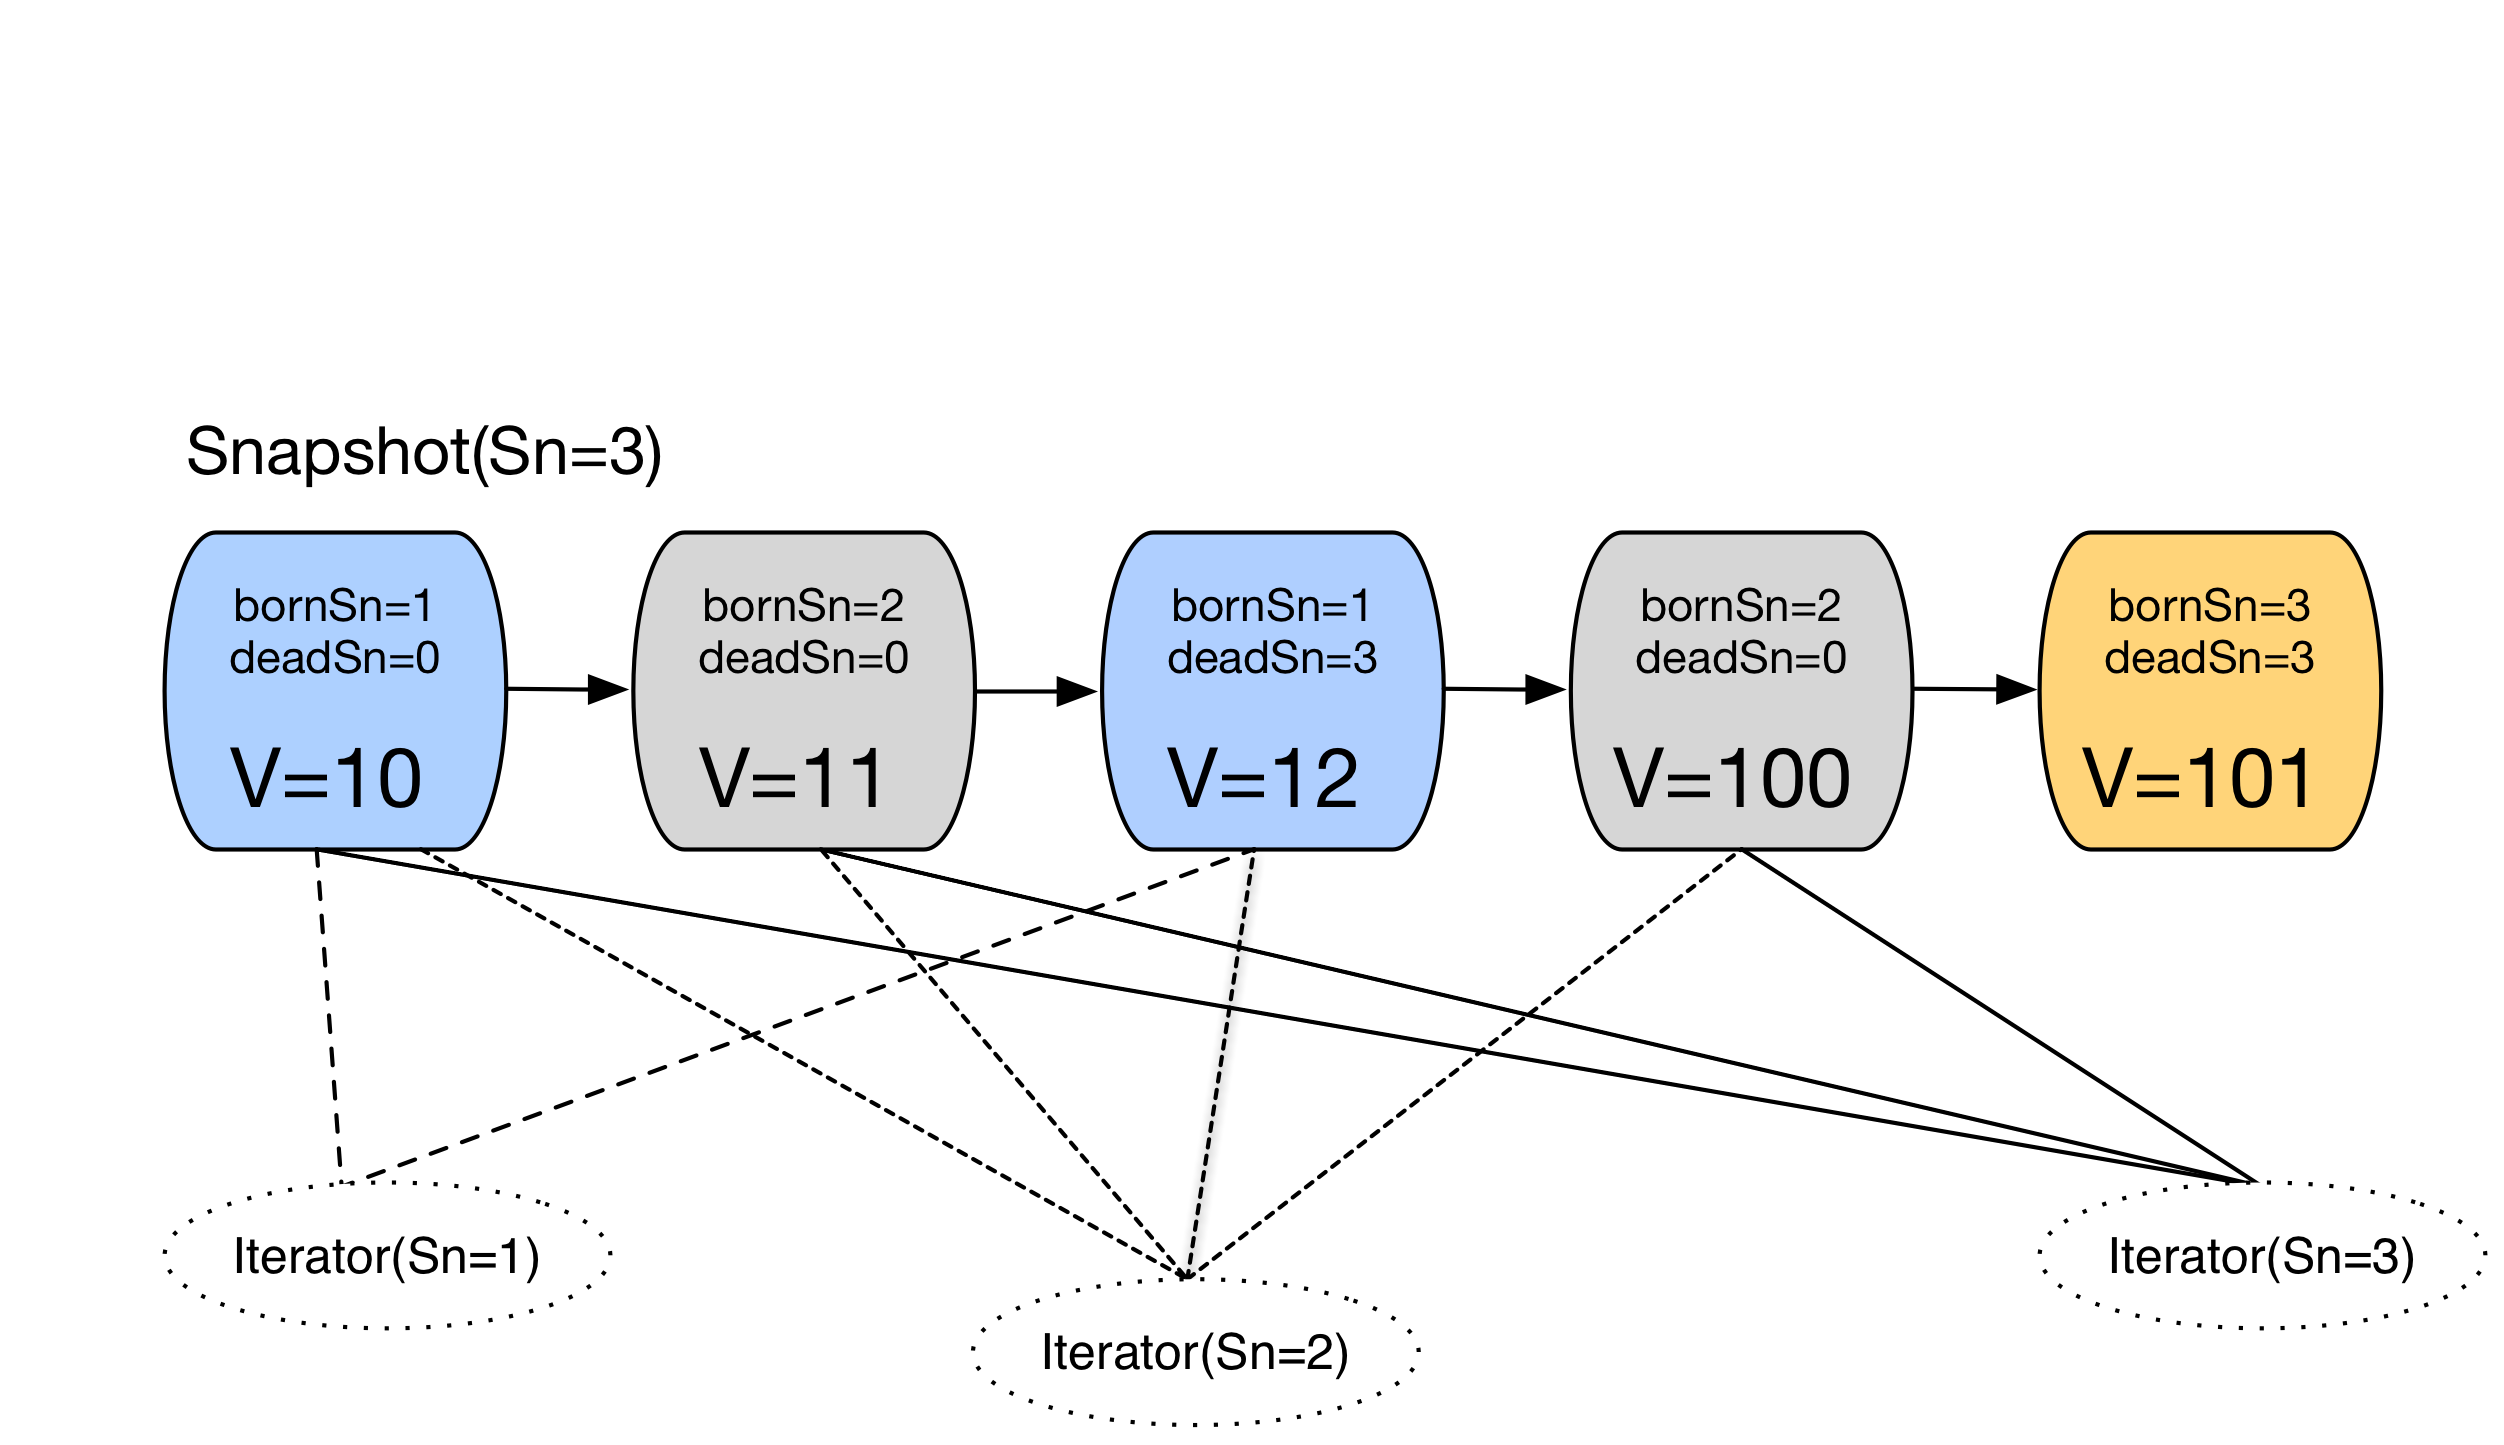 Snapshot(Sn=3)
bornSn=1
deadSn=0
V=10
bornSn=2
deadSn=0
V=11
bornSn=1
deadSn=3
V=12
bornSn=2
deadSn=0
V=100
bornSn=3
deadSn=3
V=101
Iterator(Sn=1)
Iterator(Sn=2)
Iterator(Sn=3)